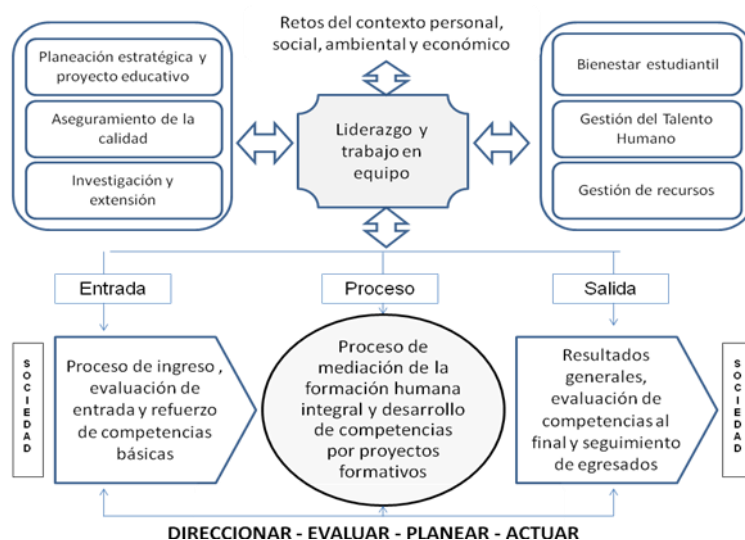 Retos del contexto personal,
social, ambiental y económico
Planeación estratégica y
proyecto educativo
Aseguramiento de la
calidad
Investigación y
extensión
Liderazgo y
trabajo en
equipo
Bienestar estudiantil
Gestión del Talento
Humano
Gestión de recursos
Entrada
Proceso
Salida
SOCIEDAD
Proceso de ingreso ,
evaluación de
entrada y refuerzo
de competencias
básicas
Proceso de
mediación de la
formación humana
integral y desarrollo
de competencias
por proyectos
formativos
Resultados
generales,
evaluación de
competencias al
final y seguimiento
de egresados
SOCIEDAD
DIRECCIONAR - EVALUAR - PLANEAR - ACTUAR